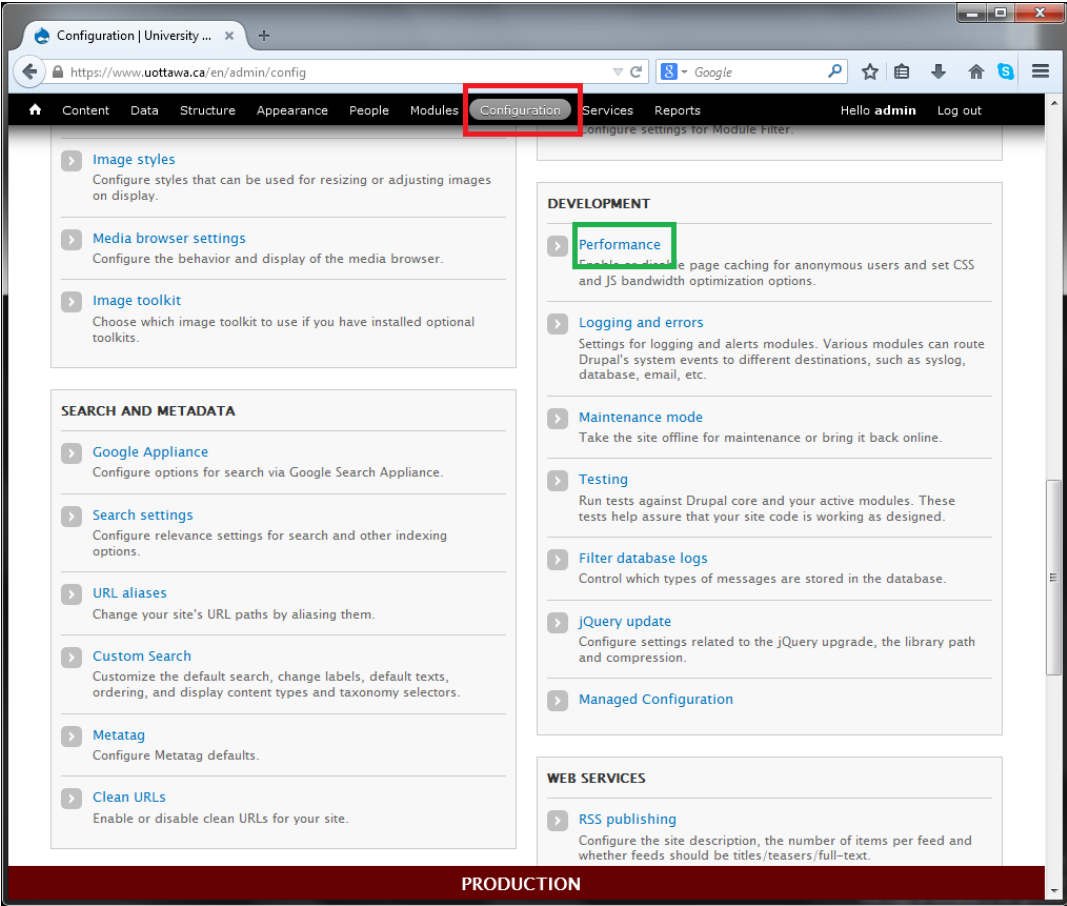 Configuration | University ...
https://www.uottawa.ca/en/admin/config
Google
Content Data Structure Appearance People Modules Configuration Services Reports Hello admin Log out
Image styles
Configure styles that can be used for resizing or adjusting images
on display.
Media browser settings
Configure the behavior and display of the media browser.
Image toolkit
Choose which image toolkit to use if you have installed optional
toolkits.
SEARCH AND METADATA
Google Appliance
Configure options for search via Google Search Appliance.
Search settings
Configure relevance settings for search and other indexing
options.
URL aliases
Change your site's URL paths by aliasing them.
Custom Search
Customize the default search, change labels, default texts,
ordering, and display content types and taxonomy selectors.
Metatag
Configure Metatag defaults.
Clean URLs
Enable or disable clean URLs for your site.
Configure settings for Module Filter.
DEVELOPMENT
Performance
Enable or disable page caching for anonymous users and set CSS
and JS bandwidth optimization options.
Logging and errors
Settings for logging and alerts modules. Various modules can route
Drupal's system events to different destinations, such as syslog,
database, email, etc.
Maintenance mode
Take the site offline for maintenance or bring it back online.
Testing
Run tests against Drupal core and your active modules. These
tests help assure that your site code is working as designed.
Filter database logs
Control which types of messages are stored in the database.
jQuery update
Configure settings related to the jQuery upgrade, the library path
and compression.
Managed Configuration
WEB SERVICES
RSS publishing
Configure the site description, the number of items per feed and
whether feeds should be titles/teasers/full-text.
PRODUCTION